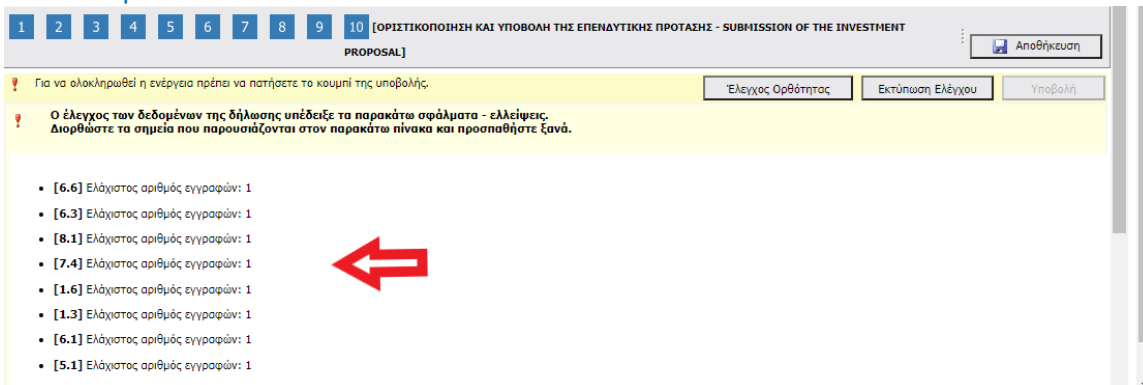 1 2 3 4 5 6 7 8 9 10 [ΟΡΙΣΤΙΚΟΠΟΙΗΣΗ ΚΑΙ ΥΠΟΒΟΛΗ ΤΗΣ ΕΠΕΝΔΥΤΙΚΗΣ ΠΡΟΤΑΣΗΣ - SUBMISSION OF THE INVESTMENT
PROPOSAL]
Αποθήκευση
Για να ολοκληρωθεί η ενέργεια πρέπει να πατήσετε το κουμπί της υποβολής.
Έλεγχος Ορθότητας Εκτύπωση Ελέγχου Υποβολή
Ο έλεγχος των δεδομένων της δήλωσης υπέδειξε τα παρακάτω σφάλματα - ελλείψεις.
Διορθώστε τα σημεία που παρουσιάζονται στον παρακάτω πίνακα και προσπαθήστε ξανά.
• [6.6] Ελάχιστος αριθμός εγγραφών: 1
• [6.3] Ελάχιστος αριθμός εγγραφών: 1
• [8.1] Ελάχιστος αριθμός εγγραφών: 1
• [7.4] Ελάχιστος αριθμός εγγραφών: 1
• [1.6] Ελάχιστος αριθμός εγγραφών: 1
• [1.3] Ελάχιστος αριθμός εγγραφών: 1
• [6.1] Ελάχιστος αριθμός εγγραφών: 1
• [5.1] Ελάχιστος αριθμός εγγραφών: 1